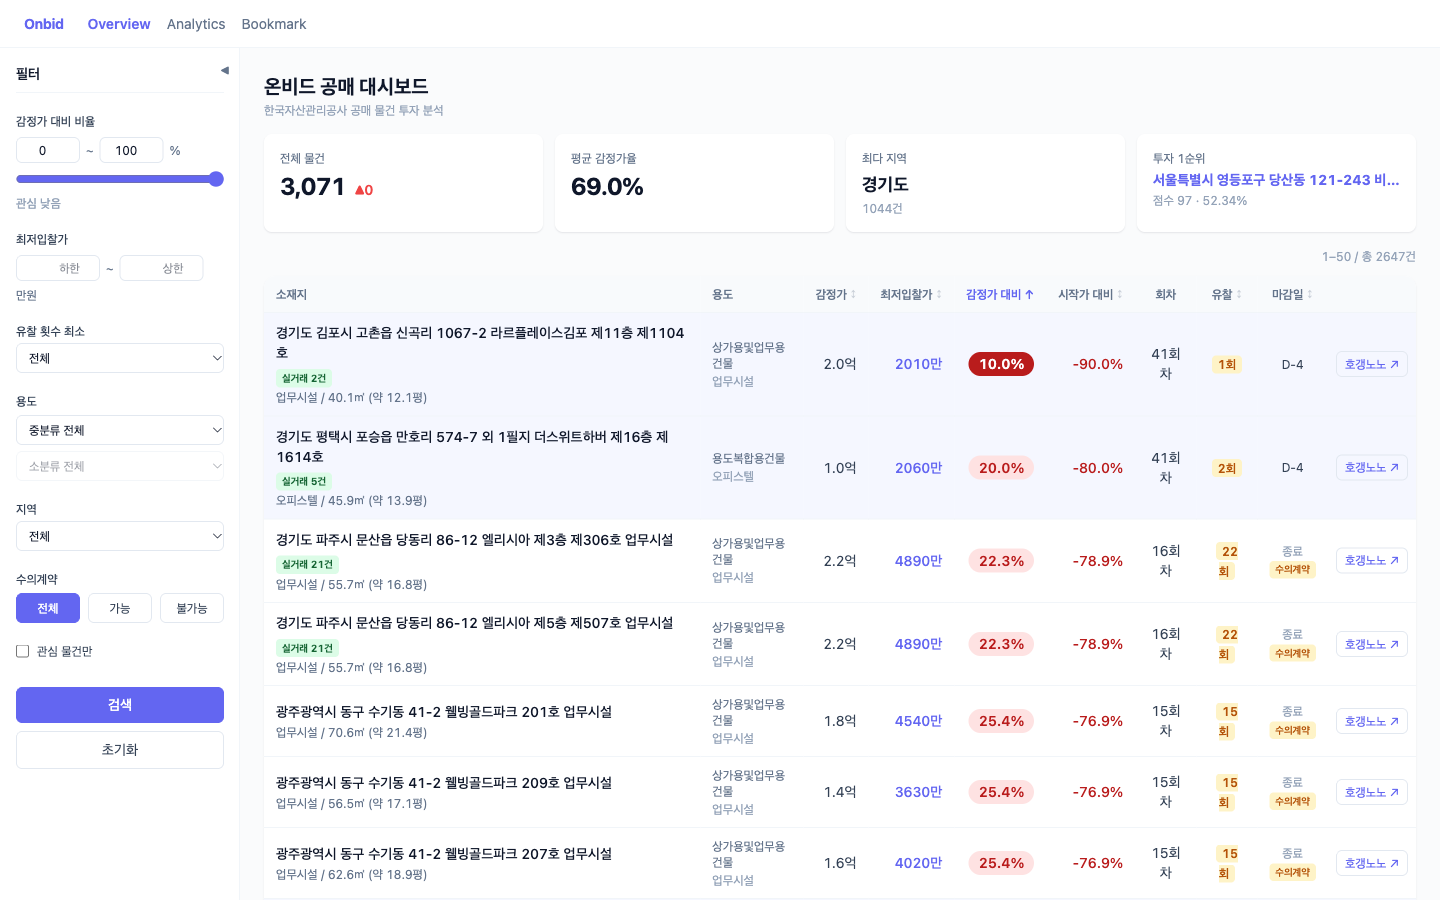 Onbid Overview Analytics Bookmark
필터 ◀
감정가 대비 비율
0 ~ 100 %
관심 낮음
최저입찰가
하한 ~ 상한
만원
유찰 횟수 최소
전체
용도
중분류 전체
소분류 전체
지역
전체
수의계약
전체 가능 불가능
관심 물건만
검색
초기화
온비드 공매 대시보드
한국자산관리공사 공매 물건 투자 분석
전체 물건
3,071 ▲0
평균 감정가율
69.0%
최다 지역
경기도
1044건
투자 1순위
서울특별시 영등포구 당산동 121-243 비...
점수 97 · 52.34%
1–50 / 총 2647건
소재지 용도 감정가 ↕ 최저입찰가 ↕ 감정가 대비 ↑ 시작가 대비 ↕ 회차 유찰 ↕ 마감일 ↕
경기도 김포시 고촌읍 신곡리 1067-2 라르플레이스김포 제11층 제1104
호
실거래 2건
업무시설 / 40.1㎡ (약 12.1평)
상가용및업무용
건물
업무시설
2.0억 2010만 10.0% -90.0%
41회
차
1회 D-4 호갱노노 ↗
경기도 평택시 포승읍 만호리 574-7 외 1필지 더스위트하버 제16층 제
1614호
실거래 5건
오피스텔 / 45.9㎡ (약 13.9평)
용도복합용건물
오피스텔
1.0억 2060만 20.0% -80.0%
41회
차
2회 D-4 호갱노노 ↗
경기도 파주시 문산읍 당동리 86-12 엘리시아 제3층 제306호 업무시설
실거래 21건
업무시설 / 55.7㎡ (약 16.8평)
상가용및업무용
건물
업무시설
2.2억 4890만 22.3% -78.9%
16회
차
22
회
종료
수의계약
호갱노노 ↗
경기도 파주시 문산읍 당동리 86-12 엘리시아 제5층 제507호 업무시설
실거래 21건
업무시설 / 55.7㎡ (약 16.8평)
상가용및업무용
건물
업무시설
2.2억 4890만 22.3% -78.9%
16회
차
22
회
종료
수의계약
호갱노노 ↗
광주광역시 동구 수기동 41-2 웰빙골드파크 201호 업무시설
업무시설 / 70.6㎡ (약 21.4평)
상가용및업무용
건물
업무시설
1.8억 4540만 25.4% -76.9%
15회
차
15
회
종료
수의계약
호갱노노 ↗
광주광역시 동구 수기동 41-2 웰빙골드파크 209호 업무시설
업무시설 / 56.5㎡ (약 17.1평)
상가용및업무용
건물
업무시설
1.4억 3630만 25.4% -76.9%
15회
차
15
회
종료
수의계약
호갱노노 ↗
광주광역시 동구 수기동 41-2 웰빙골드파크 207호 업무시설
업무시설 / 62.6㎡ (약 18.9평)
상가용및업무용
건물
업무시설
1.6억 4020만 25.4% -76.9%
15회
차
15
회
종료
수의계약
호갱노노 ↗